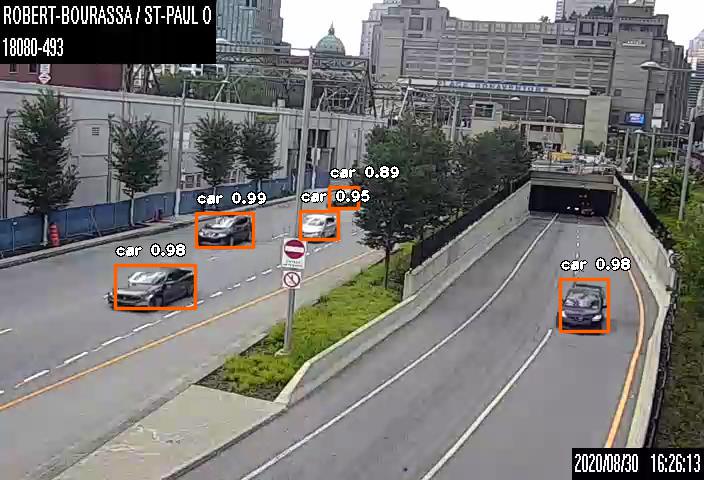 ROBERT-BOURASSA / ST-PAUL O
18080-493
PLACE BONAVENTURE
car 0.89
car 0.99
car 0.95
car 0.98
car 0.98
2020/08/30 16:26:13